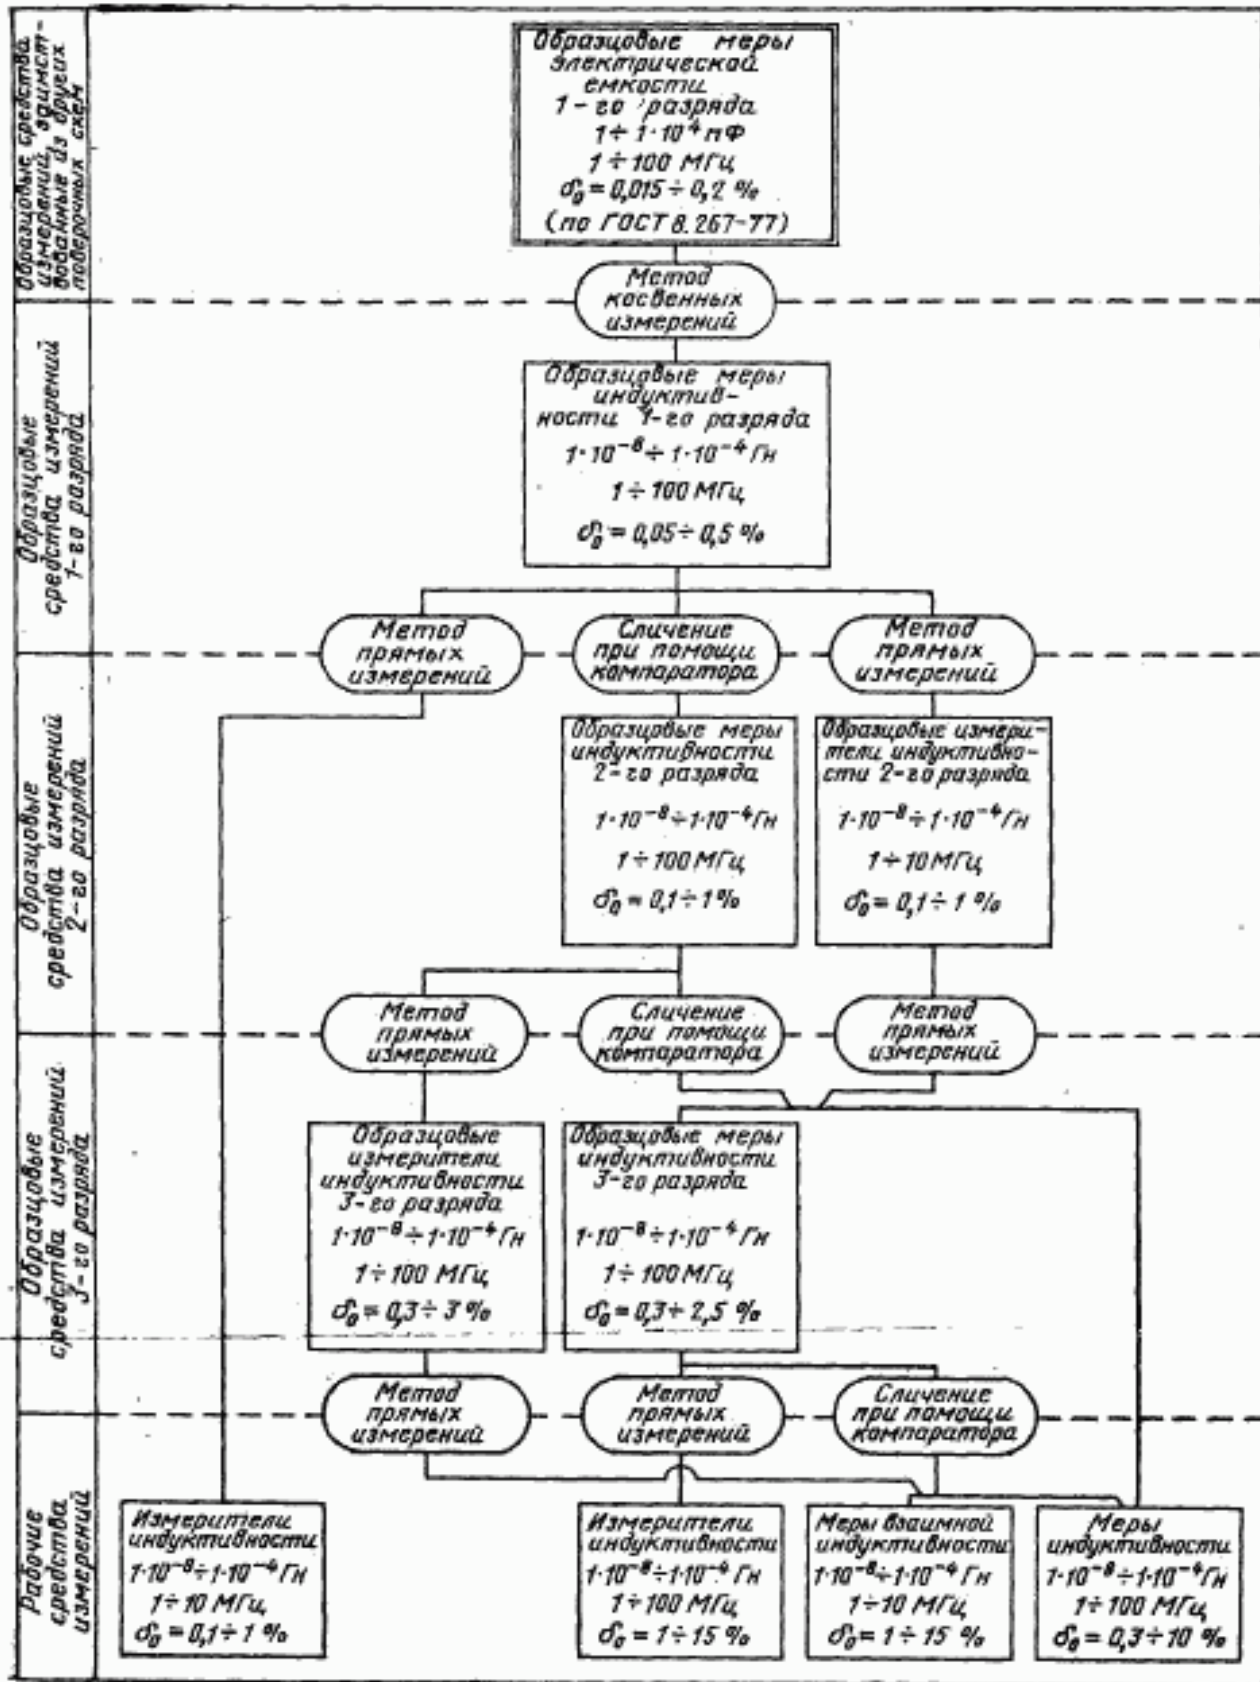 Образцовые средства
измерений, заимст-
вованные из других
поверочных схем
Образцовые меры
электрической
емкости
1-го разряда
1÷1·10⁴ пФ
1÷100 МГц
δ₀ = 0,015÷0,2 %
(по ГОСТ 8.267-77)
Метод
косвенных
измерений
Образцовые
средства измерений
1-го разряда
Образцовые меры
индуктив-
ности 1-го разряда
1·10⁻⁸÷1·10⁻⁴ Гн
1÷100 МГц
δ₀ = 0,05÷0,5 %
Метод
прямых
измерений
Сличение
при помощи
компаратора
Метод
прямых
измерений
Образцовые
средства измерений
2-го разряда
Образцовые меры
индуктивности
2-го разряда
1·10⁻⁸÷1·10⁻⁴ Гн
1÷100 МГц
δ₀ = 0,1÷1 %
Образцовые измери-
тели индуктивно-
сти 2-го разряда
1·10⁻⁸÷1·10⁻⁴ Гн
1÷10 МГц
δ₀ = 0,1÷1 %
Метод
прямых
измерений
Сличение
при помощи
компаратора
Метод
прямых
измерений
Образцовые
средства измерений
3-го разряда
Образцовые
измерители
индуктивности
3-го разряда
1·10⁻⁸÷1·10⁻⁴ Гн
1÷100 МГц
δ₀ = 0,3÷3 %
Образцовые меры
индуктивности
3-го разряда
1·10⁻⁸÷1·10⁻⁴ Гн
1÷100 МГц
δ₀ = 0,3÷2,5 %
Метод
прямых
измерений
Метод
прямых
измерений
Сличение
при помощи
компаратора
Рабочие
средства
измерений
Измерители
индуктивности
1·10⁻⁸÷1·10⁻⁴ Гн
1÷10 МГц
δ₀ = 0,1÷1 %
Измерители
индуктивности
1·10⁻⁸÷1·10⁻⁴ Гн
1÷100 МГц
δ₀ = 1÷15 %
Меры взаимной
индуктивности
1·10⁻⁸÷1·10⁻⁴ Гн
1÷10 МГц
δ₀ = 1÷15 %
Меры
индуктивности
1·10⁻⁸÷1·10⁻⁴ Гн
1÷100 МГц
δ₀ = 0,3÷10 %